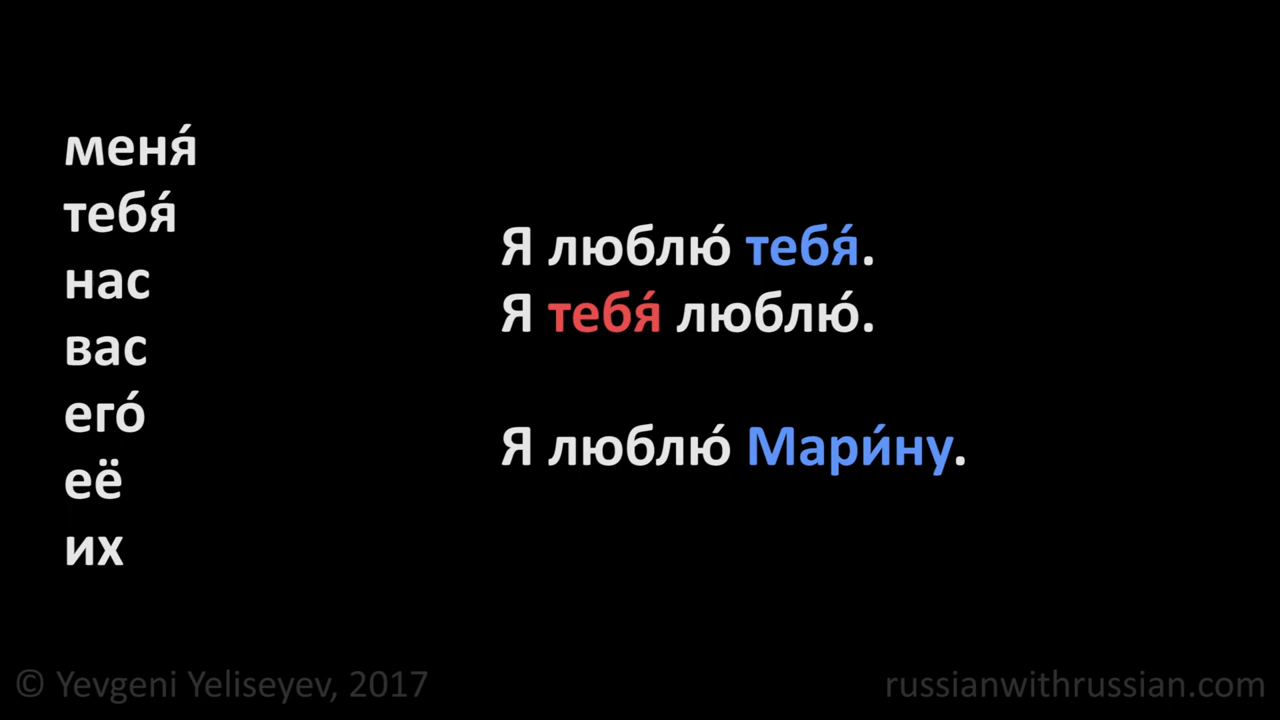 меня́
тебя́
нас
вас
его́
её
их
Я люблю́ тебя́.
Я тебя́ люблю́.
Я люблю́ Мари́ну.
© Yevgeni Yeliseyev, 2017
russianwithrussian.com